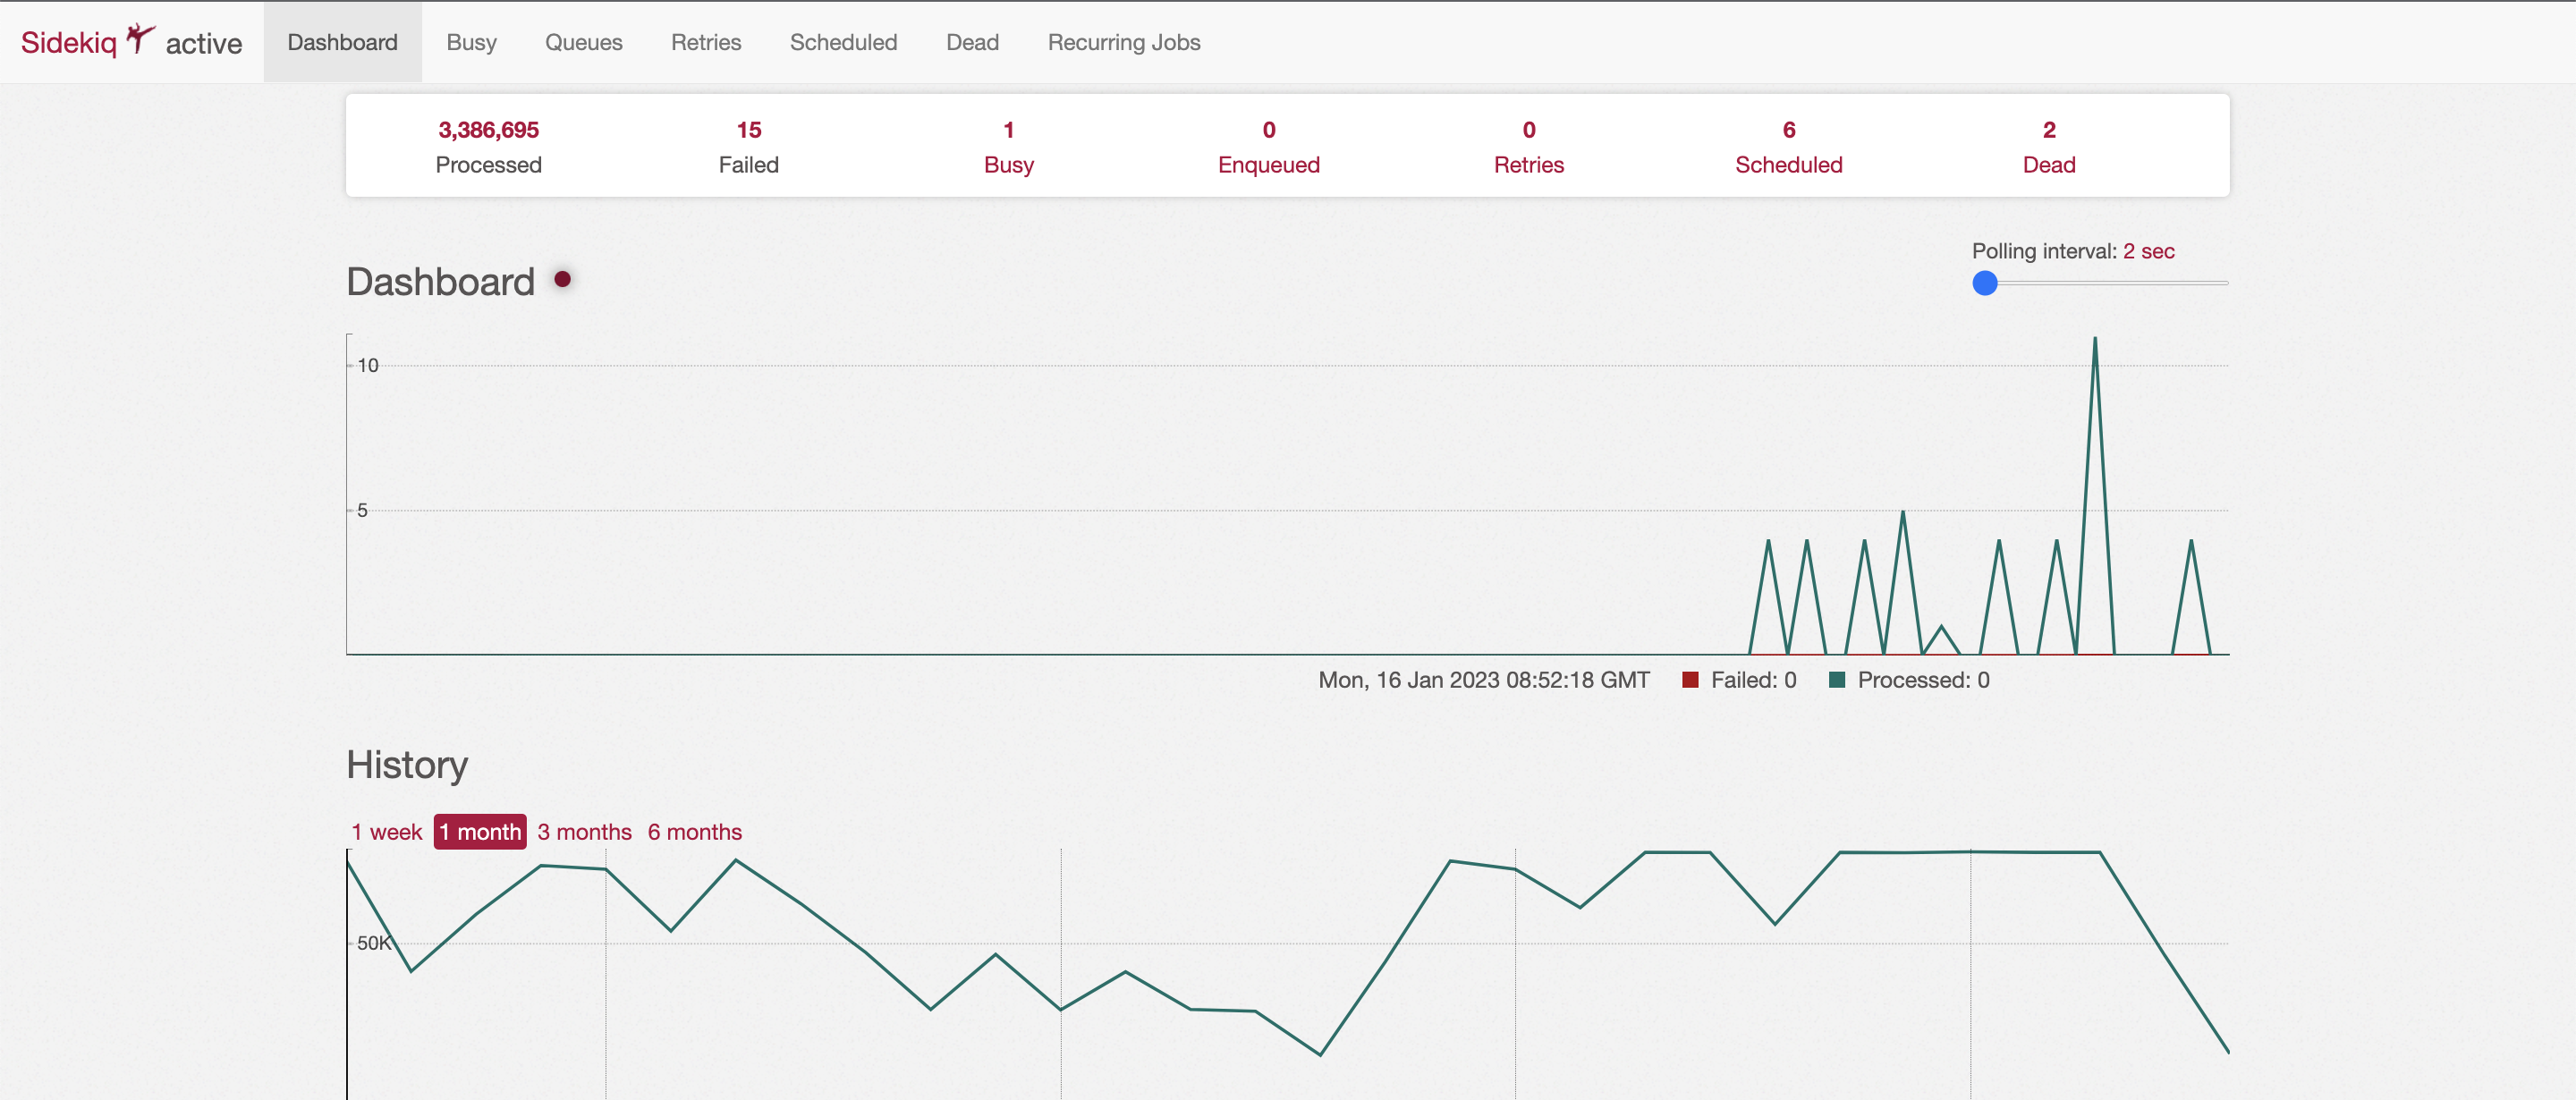 Sidekiq active Dashboard Busy Queues Retries Scheduled Dead Recurring Jobs
3,386,695 15 1 0 0 6 2
Processed Failed Busy Enqueued Retries Scheduled Dead
Polling interval: 2 sec
Dashboard
10
5
Mon, 16 Jan 2023 08:52:18 GMT Failed: 0 Processed: 0
History
1 week 1 month 3 months 6 months
50K